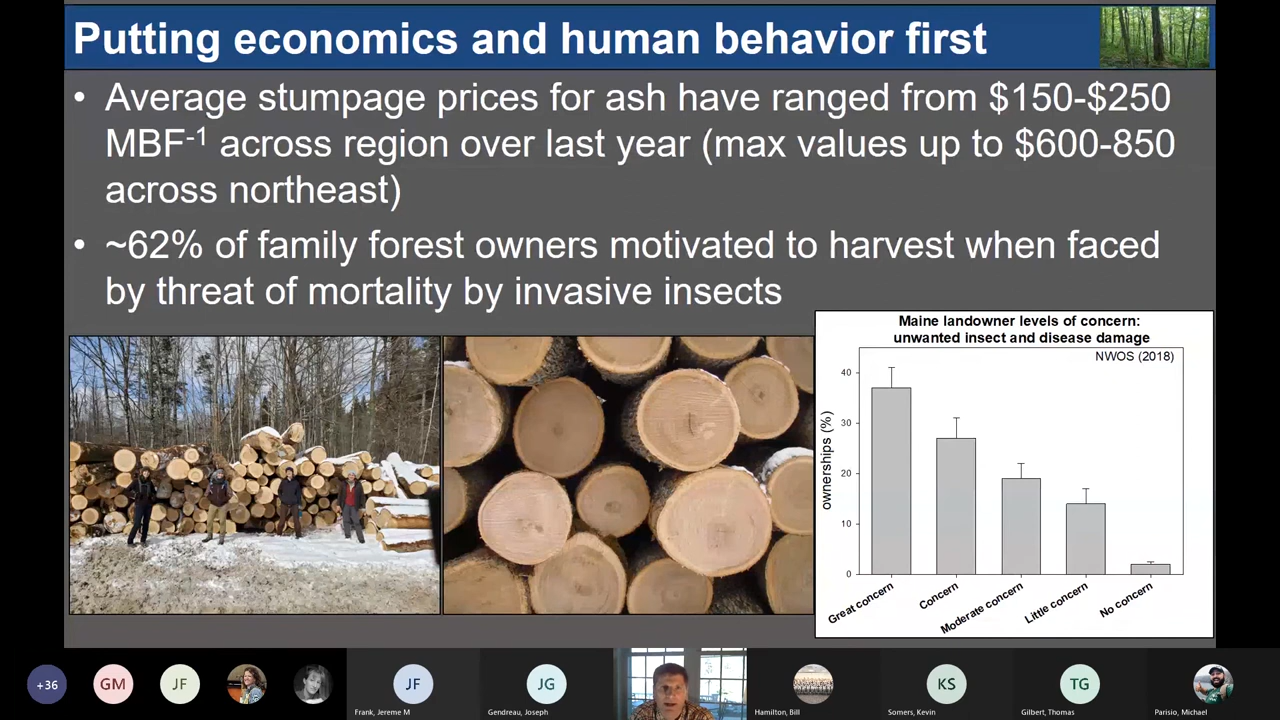 Putting economics and human behavior first
• Average stumpage prices for ash have ranged from $150-$250
MBF-1 across region over last year (max values up to $600-850
across northeast)
• ~62% of family forest owners motivated to harvest when faced
by threat of mortality by invasive insects
Maine landowner levels of concern:
unwanted insect and disease damage
NWOS (2018)
40
30
20
10
0
ownerships (%)
Great concern
Concern
Moderate concern
Little concern
No concern
+36
GM
JF
JF
JG
KS
TG
Frank, Jereme M
Gendreau, Joseph
Hamilton, Bill
Somers, Kevin
Gilbert, Thomas
Parisio, Michael